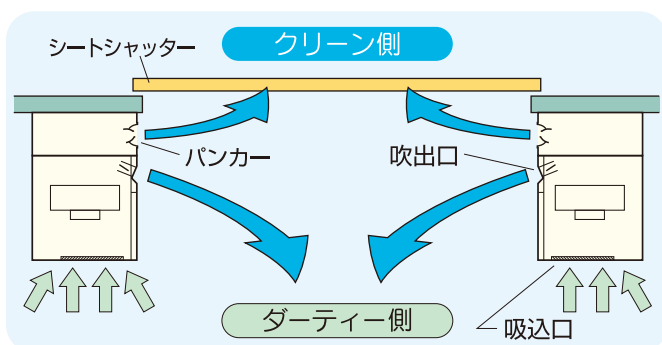 クリーン側
シートシャッター
パンカー
吹出口
ダーティー側
吸込口